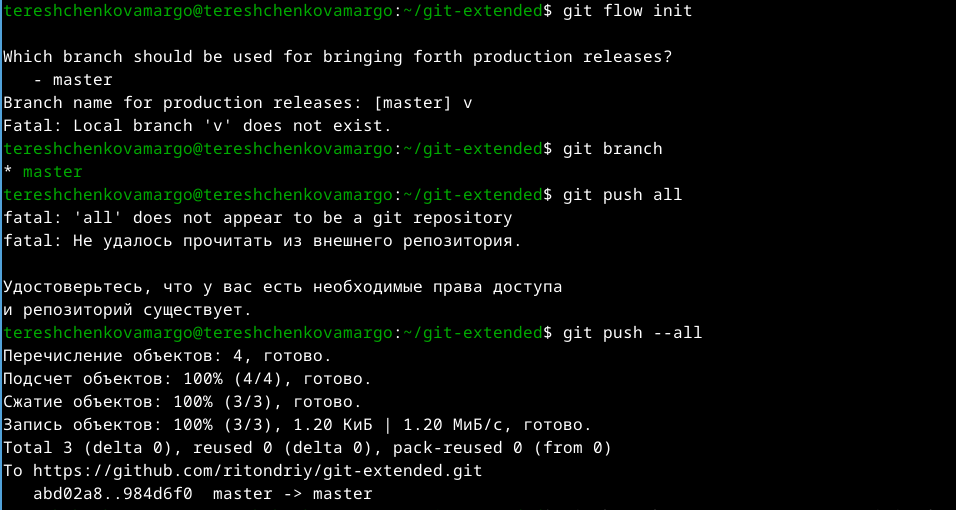 tereshchenkovamargo@tereshchenkovamargo:~/git-extended$ git flow init
Which branch should be used for bringing forth production releases?
- master
Branch name for production releases: [master] v
Fatal: Local branch 'v' does not exist.
tereshchenkovamargo@tereshchenkovamargo:~/git-extended$ git branch
* master
tereshchenkovamargo@tereshchenkovamargo:~/git-extended$ git push all
fatal: 'all' does not appear to be a git repository
fatal: Не удалось прочитать из внешнего репозитория.
Удостоверьтесь, что у вас есть необходимые права доступа
и репозиторий существует.
tereshchenkovamargo@tereshchenkovamargo:~/git-extended$ git push --all
Перечисление объектов: 4, готово.
Подсчет объектов: 100% (4/4), готово.
Сжатие объектов: 100% (3/3), готово.
Запись объектов: 100% (3/3), 1.20 КиБ | 1.20 МиБ/с, готово.
Total 3 (delta 0), reused 0 (delta 0), pack-reused 0 (from 0)
To https://github.com/ritondriy/git-extended.git
abd02a8..984d6f0  master -> master